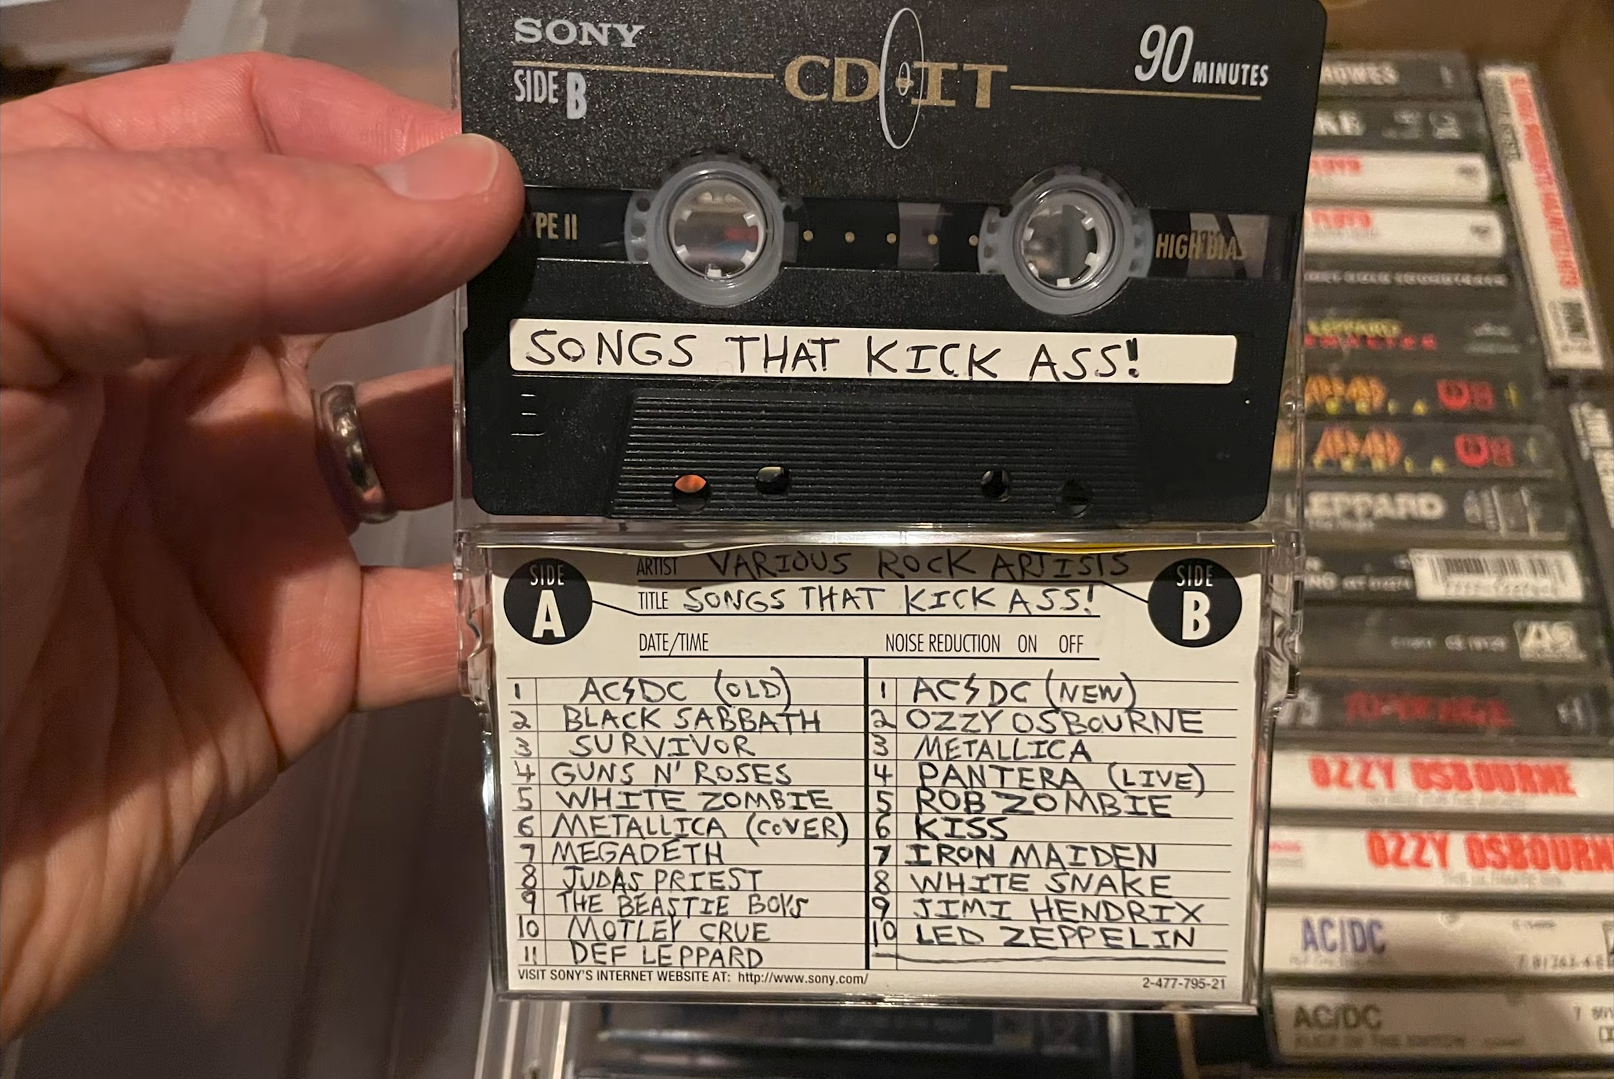 SONY
SIDE B
CD IT
90 MINUTES
YPE II
HIGH BIAS
SONGS THAT KICK ASS!
B
SIDE A
ARTIST VARIOUS ROCK ARTISTS
TITLE SONGS THAT KICK ASS!
SIDE B
DATE/TIME
NOISE REDUCTION ON OFF
1 AC⚡DC (OLD)
2 BLACK SABBATH
3 SURVIVOR
4 GUNS N' ROSES
5 WHITE ZOMBIE
6 METALLICA (COVER)
7 MEGADETH
8 JUDAS PRIEST
9 THE BEASTIE BOYS
10 MOTLEY CRUE
11 DEF LEPPARD
1 AC⚡DC (NEW)
2 OZZY OSBOURNE
3 METALLICA
4 PANTERA (LIVE)
5 ROB ZOMBIE
6 KISS
7 IRON MAIDEN
8 WHITE SNAKE
9 JIMI HENDRIX
10 LED ZEPPELIN
VISIT SONY'S INTERNET WEBSITE AT: http://www.sony.com/
2-477-795-21
LEPPARD
OZZY OSBOURNE
OZZY OSBOURN
AC/DC
AC/DC